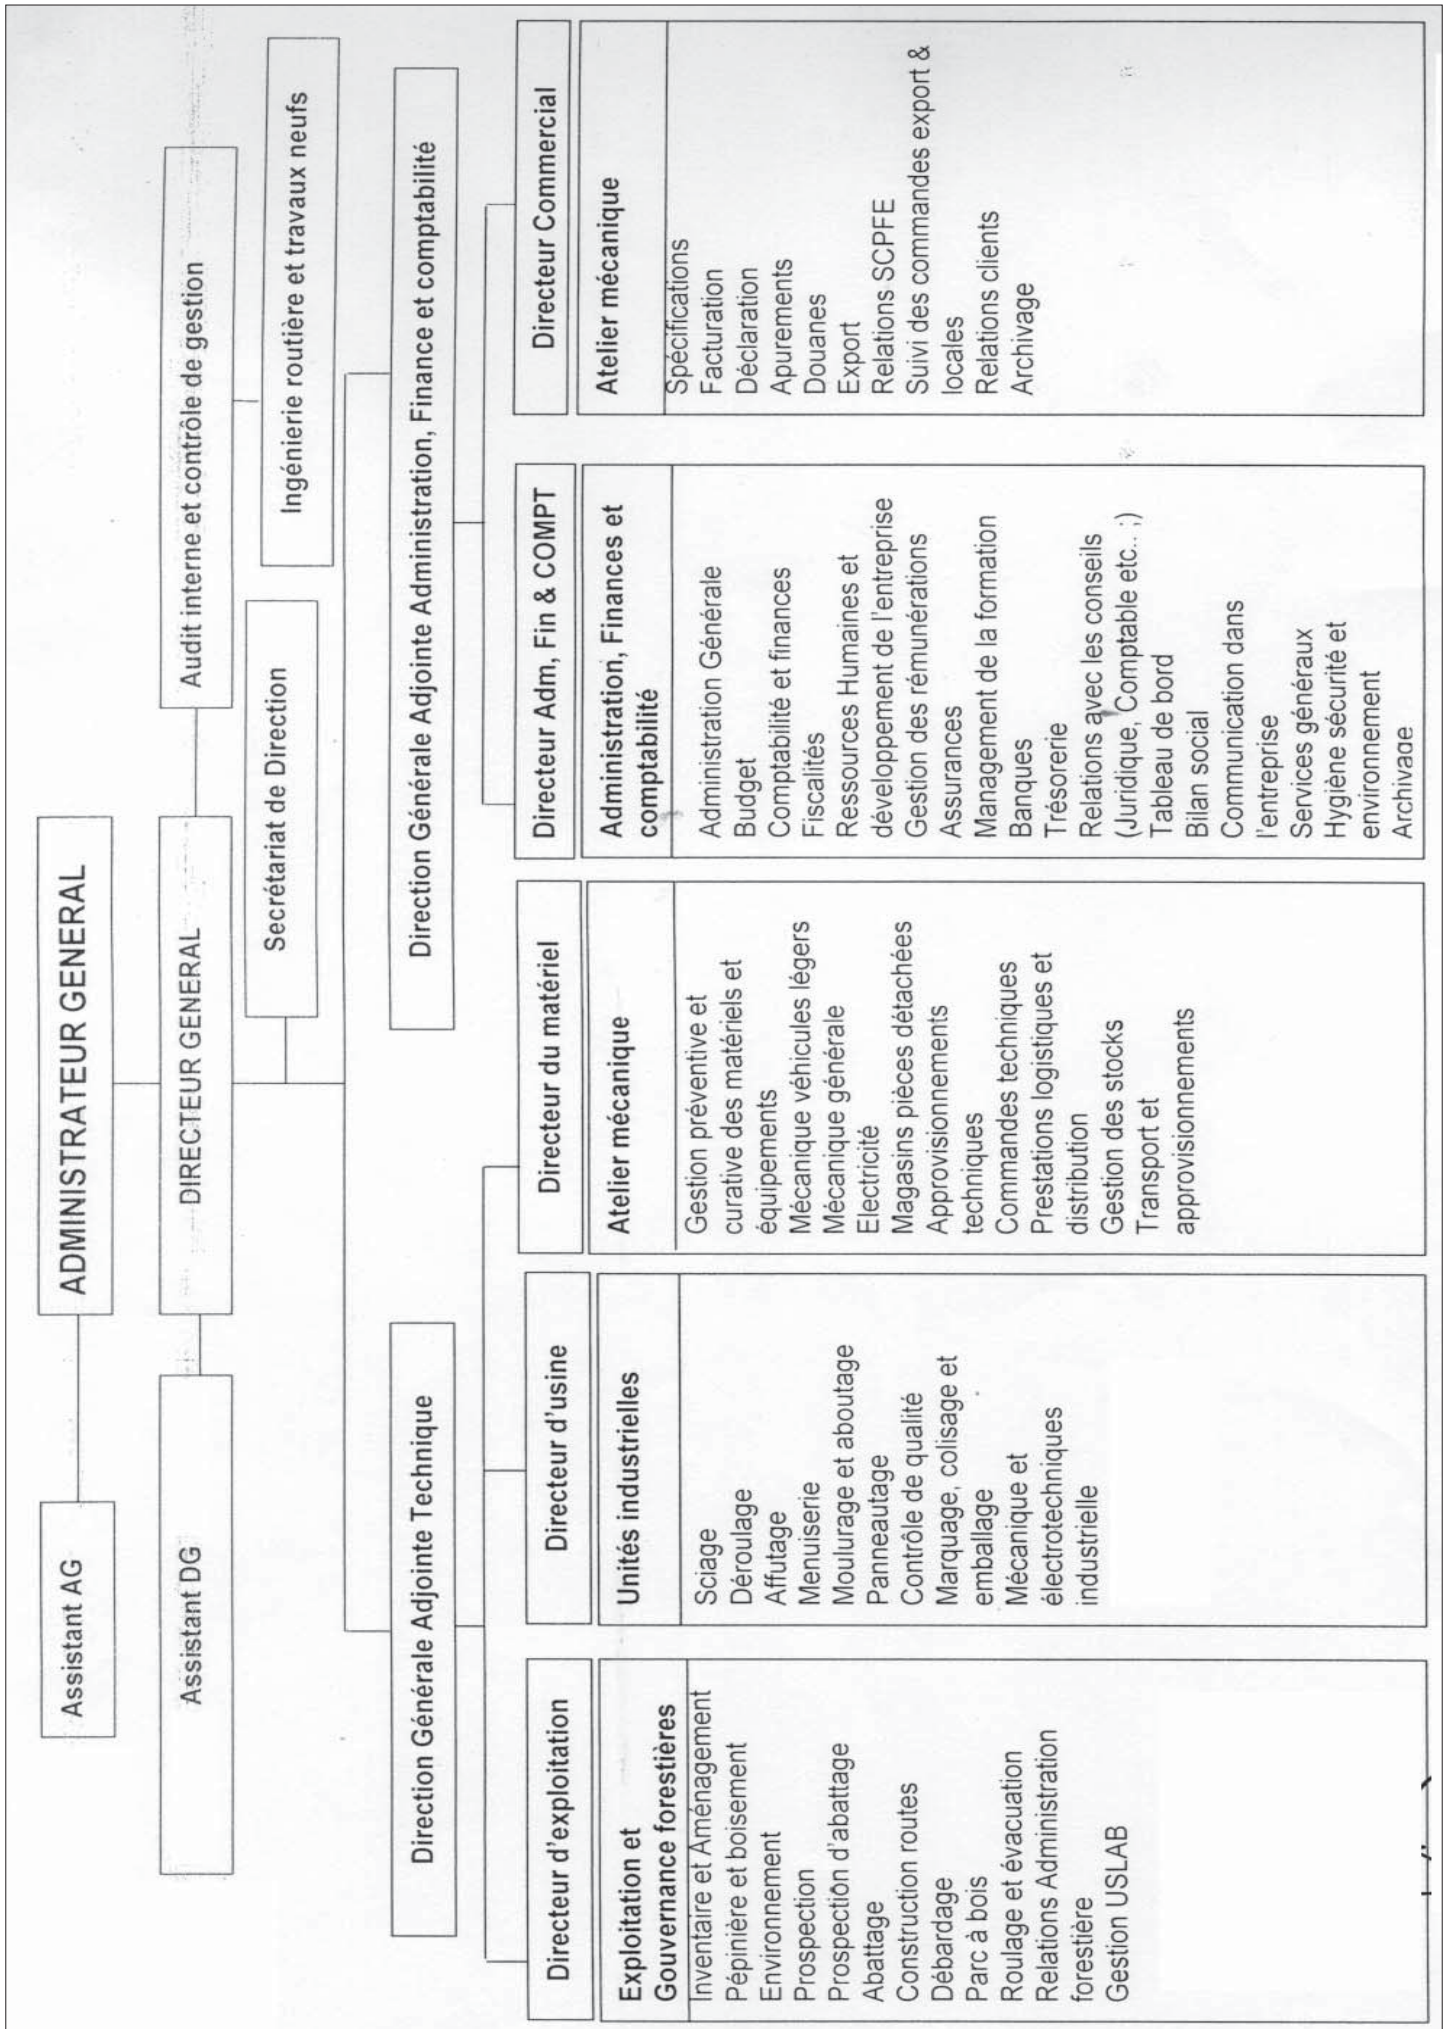 ADMINISTRATEUR GENERAL
Assistant AG
DIRECTEUR GENERAL
Assistant DG
Audit interne et contrôle de gestion
Secrétariat de Direction
Ingénierie routière et travaux neufs
Direction Générale Adjointe Technique
Direction Générale Adjointe Administration, Finance et comptabilité
Directeur d'exploitation
Exploitation et
Gouvernance forestières
Inventaire et Aménagement
Pépinière et boisement
Environnement
Prospection
Prospection d'abattage
Abattage
Construction routes
Débardage
Parc à bois
Roulage et évacuation
Relations Administration
forestière
Gestion USLAB
Directeur d'usine
Unités industrielles
Sciage
Déroulage
Affutage
Menuiserie
Moulurage et aboutage
Panneautage
Contrôle de qualité
Marquage, colisage et
emballage
Mécanique et
électrotechniques
industrielle
Directeur du matériel
Atelier mécanique
Gestion préventive et
curative des matériels et
équipements
Mécanique véhicules légers
Mécanique générale
Electricité
Magasins pièces détachées
Approvisionnements
techniques
Commandes techniques
Prestations logistiques et
distribution
Gestion des stocks
Transport et
approvisionnements
Directeur Adm, Fin & COMPT
Administration, Finances et
comptabilité
Administration Générale
Budget
Comptabilité et finances
Fiscalités
Ressources Humaines et
développement de l'entreprise
Gestion des rémunérations
Assurances
Management de la formation
Banques
Trésorerie
Relations avec les conseils
(Juridique, Comptable etc.. ;)
Tableau de bord
Bilan social
Communication dans
l'entreprise
Services généraux
Hygiène sécurité et
environnement
Archivage
Directeur Commercial
Atelier mécanique
Spécifications
Facturation
Déclaration
Apurements
Douanes
Export
Relations SCPFE
Suivi des commandes export &
locales
Relations clients
Archivage